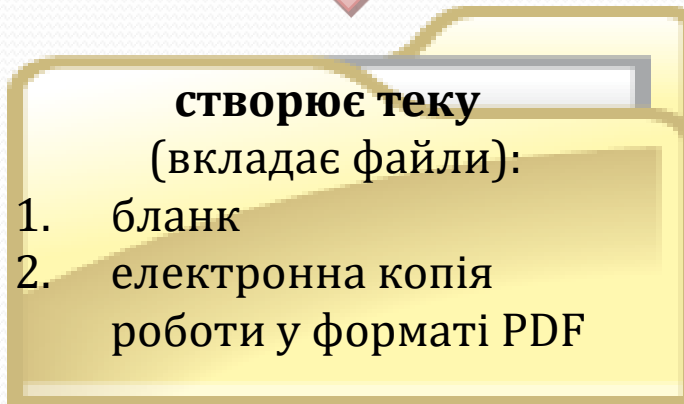 створює теку
(вкладає файли):
1. бланк
2. електронна копія
роботи у форматі PDF